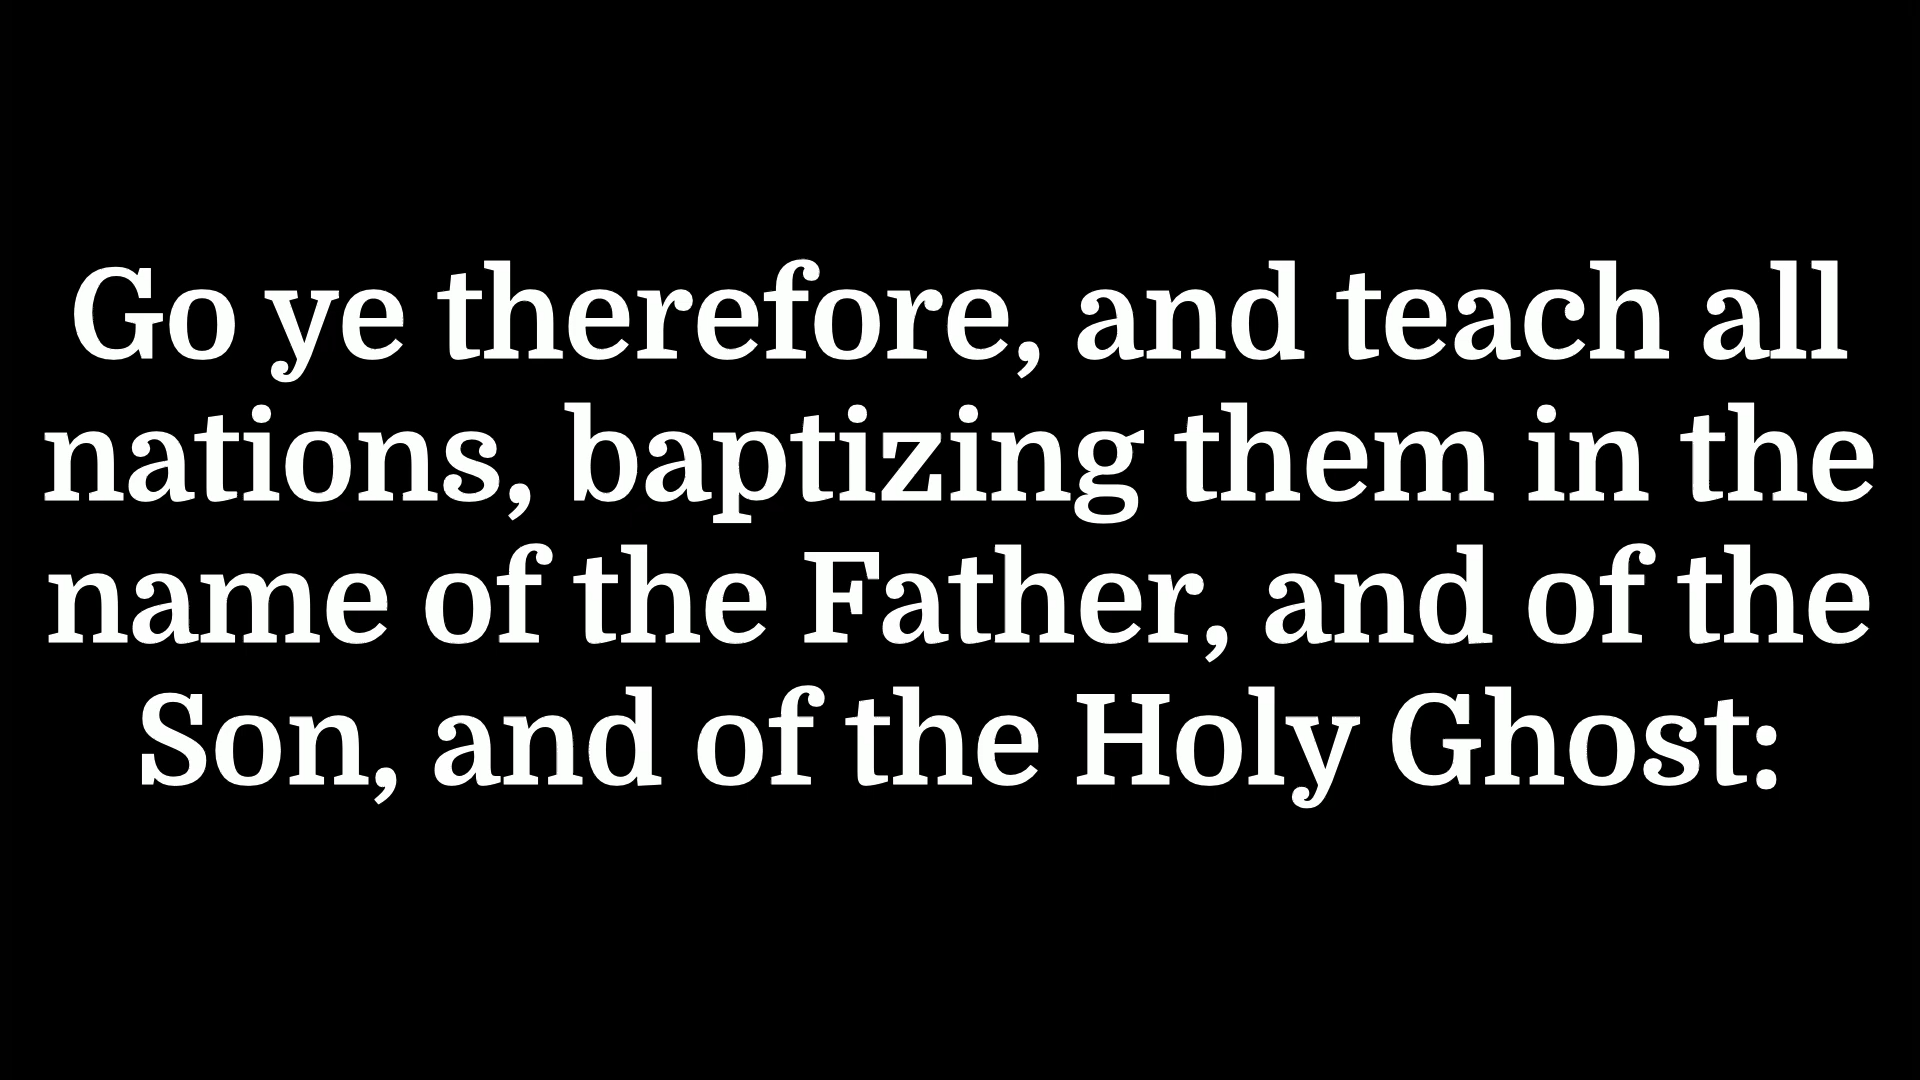 Go ye therefore, and teach all
nations, baptizing them in the
name of the Father, and of the
Son, and of the Holy Ghost: